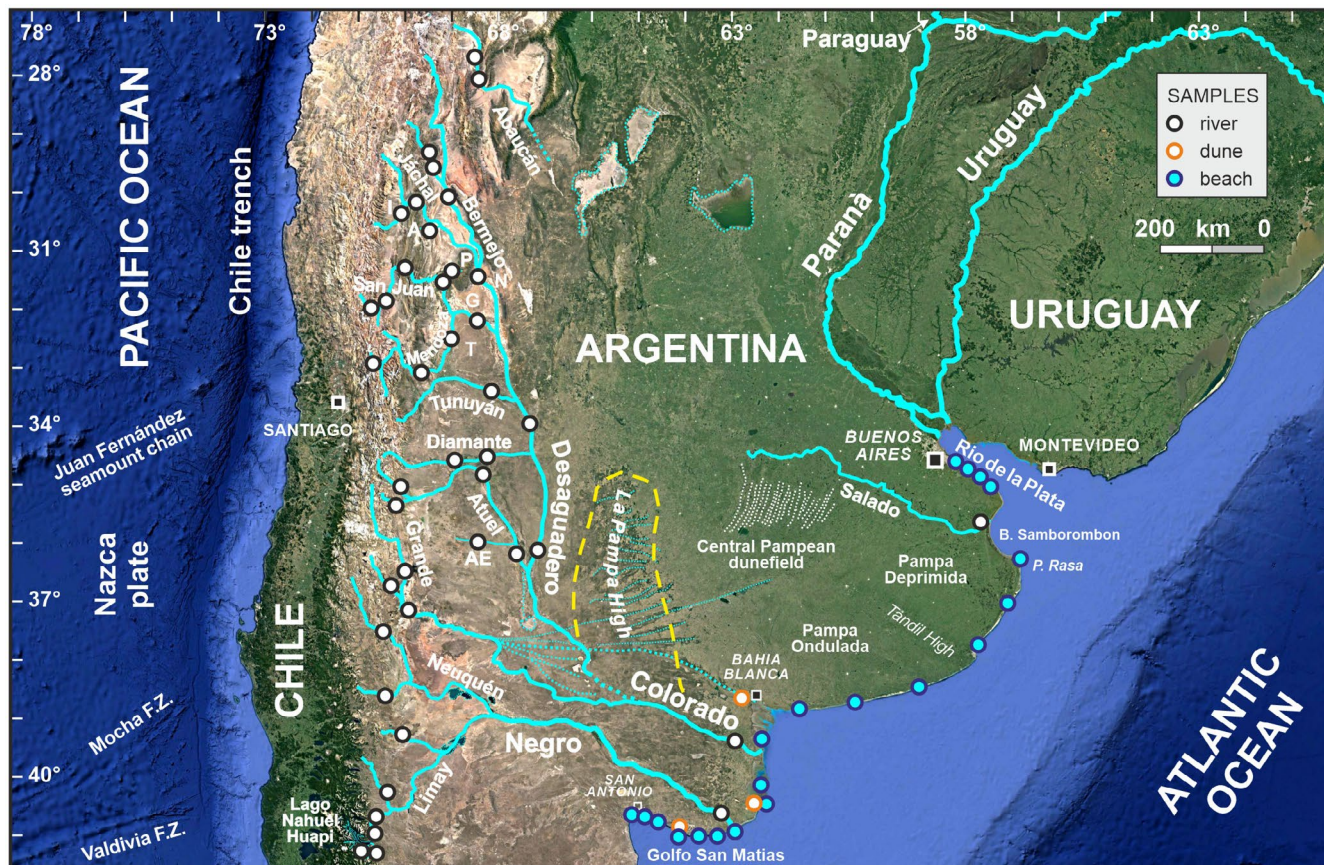 78°
73°
68°
63°
58°
63°
28°
31°
34°
37°
40°
PACIFIC OCEAN
Chile trench
Juan Fernández
seamount chain
Nazca
plate
Mocha F.Z.
Valdivia F.Z.
CHILE
SANTIAGO
Abaucán
Jáchal
Bermejo
I
A
P
N
San Juan
G
Mendoza
T
Tunuyán
Diamante
Atuel
AE
Grande
Desaguadero
La Pampa High
Neuquén
Colorado
Negro
Limay
Lago
Nahuel
Huapi
SAN
ANTONIO
Golfo San Matias
BAHIA
BLANCA
ARGENTINA
Central Pampean
dunefield
Pampa
Deprimida
Pampa
Ondulada
Tandil High
Salado
BUENOS
AIRES
Rio de la Plata
MONTEVIDEO
B. Samborombon
P. Rasa
Paraguay
Paranà
Uruguay
URUGUAY
ATLANTIC
OCEAN
SAMPLES
river
dune
beach
200 km 0